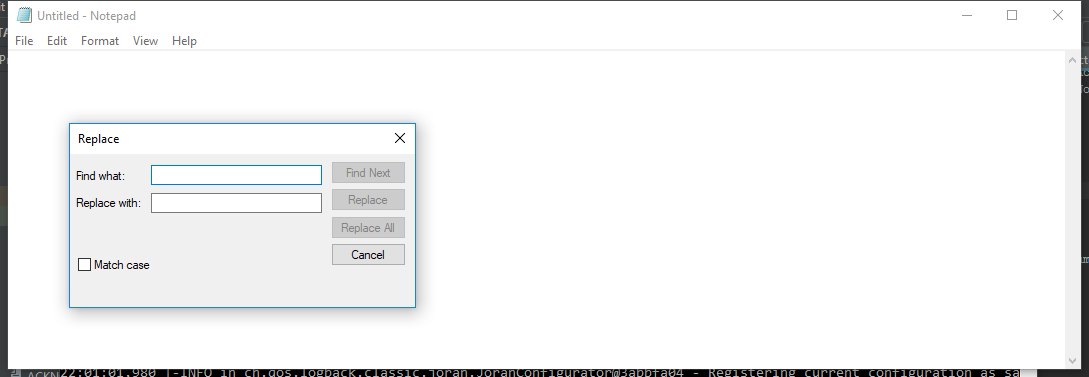 Untitled - Notepad
File Edit Format View Help
Replace
Find what:
Find Next
Replace with:
Replace
Replace All
Cancel
Match case
22:01:01,980 |-INFO in ch.qos.logback.classic.joran.JoranConfigurator@3abbfa04 - Registering current configuration as sa